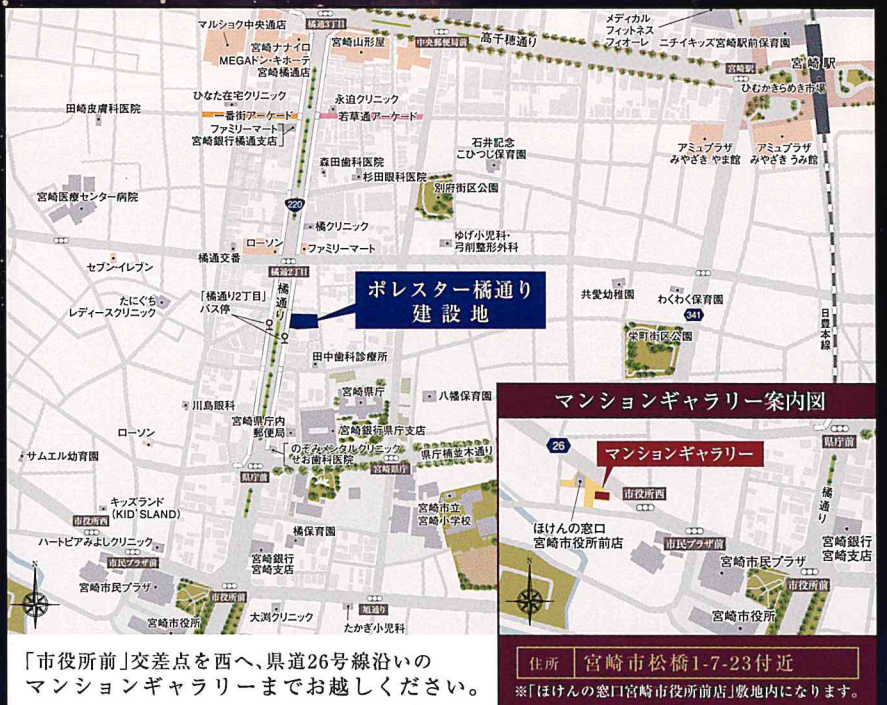 マルショク中央通店
橘通3丁目
宮崎ナナイロ
MEGAドン・キホーテ
宮崎橘通店
宮崎山形屋
中央郵便局前
高千穂通り
メディカル
フィットネス
フィオーレ
ニチイキッズ宮崎駅前保育園
宮崎駅
宮崎駅
ひむかきらめき市場
ひなた在宅クリニック
永迫クリニック
田崎皮膚科医院
一番街アーケード
若草通アーケード
ファミリーマート
宮崎銀行橘通支店
石井記念
こひつじ保育園
アミュプラザ
みやざき やま館
アミュプラザ
みやざき うみ館
森田歯科医院
杉田眼科医院
別府街区公園
宮崎医療センター病院
220
橘クリニック
ローソン
ファミリーマート
ゆげ小児科・
弓削整形外科
橘通交番
セブン-イレブン
橘通2丁目
橘通り
ポレスター橘通り
建設地
「橘通り2丁目」
バス停
たにぐち
レディースクリニック
共愛幼稚園
わくわく保育園
341
日豊本線
栄町街区公園
田中歯科診療所
宮崎県庁
八幡保育園
川島眼科
宮崎県庁内
郵便局
宮崎銀行県庁支店
ローソン
のぞみメンタルクリニック
せお歯科医院
県庁楠並木通り
サムエル幼育園
県庁前
宮崎県庁
キッズランド
(KID'SLAND)
市役所西
ハートピアみよしクリニック
橘保育園
宮崎市立
宮崎小学校
市民プラザ前
宮崎銀行
宮崎支店
宮崎市民プラザ
市役所前
宮崎市役所
大渕クリニック
旭通り
たかぎ小児科
N
「市役所前」交差点を西へ、県道26号線沿いの
マンションギャラリーまでお越しください。
マンションギャラリー案内図
26
マンションギャラリー
県庁前
市役所西
橘通り
ほけんの窓口
宮崎市役所前店
市民プラザ前
宮崎銀行
宮崎支店
宮崎市民プラザ
市役所前
宮崎市役所
N
住所 宮崎市松橋1-7-23付近
※「ほけんの窓口宮崎市役所前店」敷地内になります。